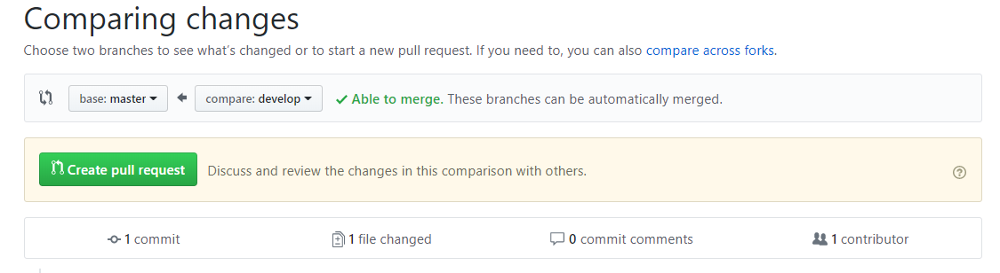 Comparing changes
Choose two branches to see what's changed or to start a new pull request. If you need to, you can also compare across forks.
base: master compare: develop Able to merge. These branches can be automatically merged.
Create pull request Discuss and review the changes in this comparison with others.
1 commit 1 file changed 0 commit comments 1 contributor